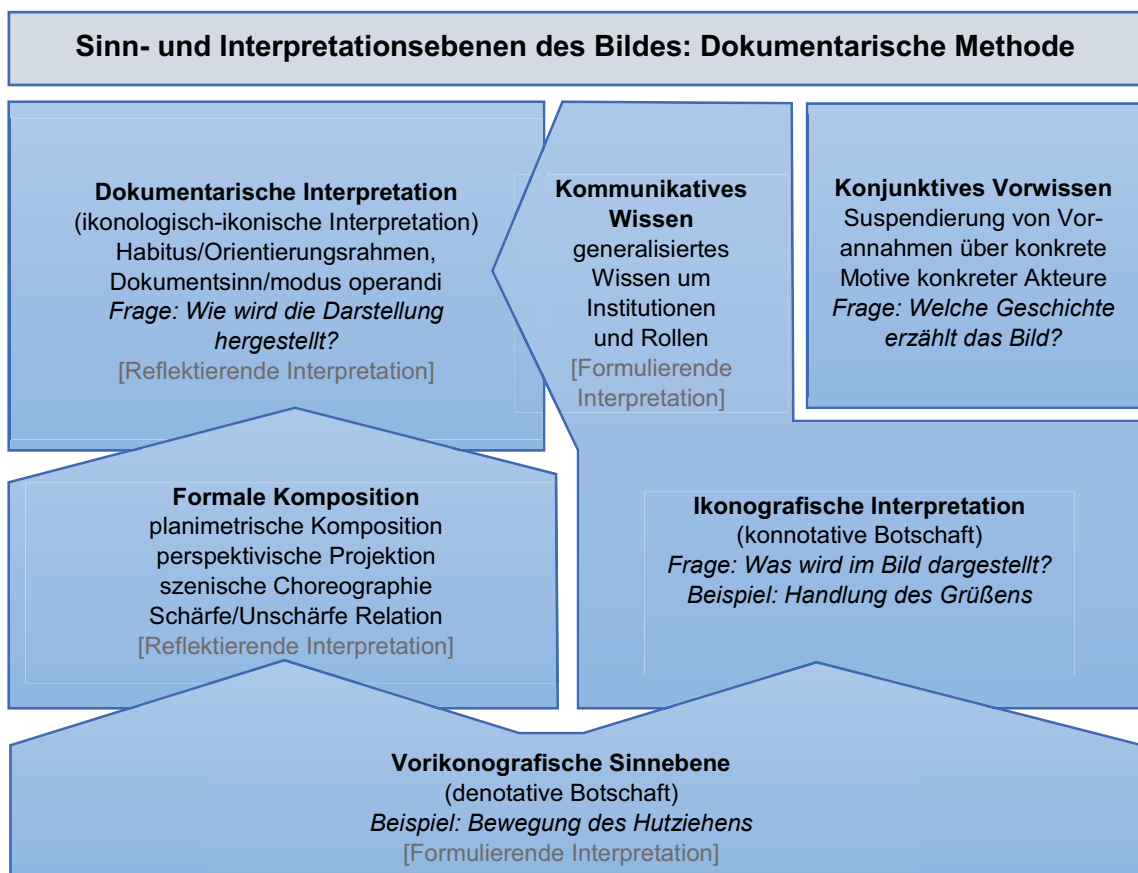 Sinn- und Interpretationsebenen des Bildes: Dokumentarische Methode
Dokumentarische Interpretation
(ikonologisch-ikonische Interpretation)
Habitus/Orientierungsrahmen,
Dokumentsinn/modus operandi
Frage: Wie wird die Darstellung
hergestellt?
[Reflektierende Interpretation]
Kommunikatives
Wissen
generalisiertes
Wissen um
Institutionen
und Rollen
[Formulierende
Interpretation]
Konjunktives Vorwissen
Suspendierung von Vor-
annahmen über konkrete
Motive konkreter Akteure
Frage: Welche Geschichte
erzählt das Bild?
Formale Komposition
planimetrische Komposition
perspektivische Projektion
szenische Choreographie
Schärfe/Unschärfe Relation
[Reflektierende Interpretation]
Ikonografische Interpretation
(konnotative Botschaft)
Frage: Was wird im Bild dargestellt?
Beispiel: Handlung des Grüßens
Vorikonografische Sinnebene
(denotative Botschaft)
Beispiel: Bewegung des Hutziehens
[Formulierende Interpretation]